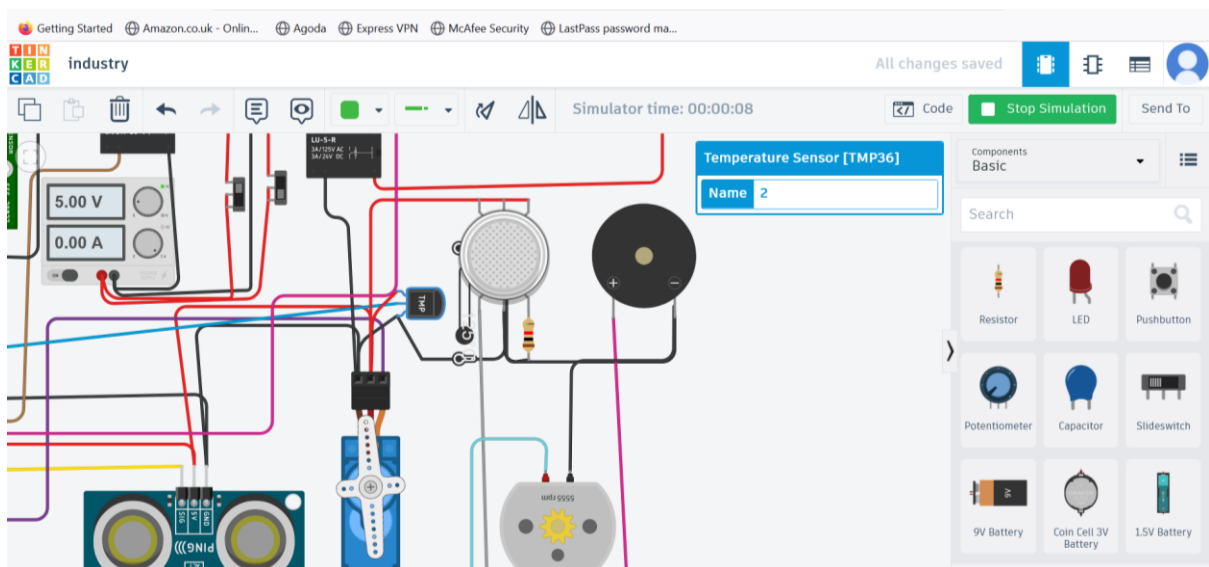 Getting Started Amazon.co.uk - Onlin... Agoda Express VPN McAfee Security LastPass password ma...
TIN
KER
CAD
industry
All changes saved
Simulator time: 00:00:08
Code
Stop Simulation
Send To
LU-5-R
3A/125V AC
3A/24V DC
5.00 V
0.00 A
TMP
Temperature Sensor [TMP36]
Name 2
Components
Basic
Search
Resistor LED Pushbutton
Potentiometer Capacitor Slideswitch
9V
9V Battery Coin Cell 3V Battery 1.5V Battery
+
−
5555 rpm
SIG 5V GND
PING)))